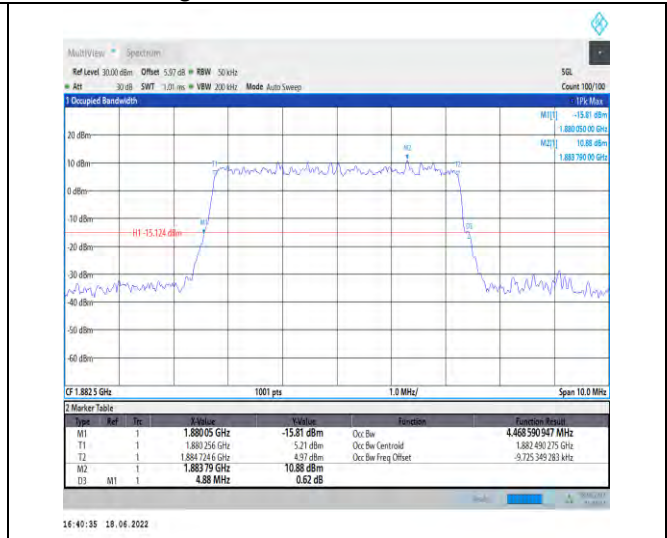 MultiView Spectrum
Ref Level 30.00 dBm Offset 5.97 dB RBW 50 kHz SGL
Att 30 dB SWT 1.01 ms VBW 200 kHz Mode Auto Sweep Count 100/100
1 Occupied Bandwidth 1Pk Max
M1[1] -15.81 dBm
1.880 050 00 GHz
M2[1] 10.88 dBm
1.883 790 00 GHz
20 dBm
M2
T1
T2
10 dBm
0 dBm
-10 dBm
M1
D3
H1 -15.124 dBm
-20 dBm
-30 dBm
-40 dBm
-50 dBm
-60 dBm
CF 1.882 5 GHz 1001 pts 1.0 MHz/ Span 10.0 MHz
2 Marker Table
Type Ref Trc X-Value Y-Value Function Function Result
M1 1 1.88005 GHz -15.81 dBm Occ Bw 4.468 590 947 MHz
T1 1 1.880 256 GHz 5.21 dBm Occ Bw Centroid 1.882 490 275 GHz
T2 1 1.884 724 6 GHz 4.97 dBm Occ Bw Freq Offset -9.725 349 283 kHz
M2 1 1.88379 GHz 10.88 dBm
D3 M1 1 4.88 MHz 0.62 dB
16:40:35 18.06.2022